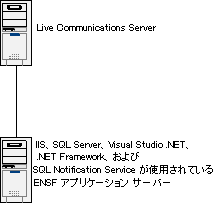 Live Communications Server
IIS、SQL Server、Visual Studio .NET、
.NET Framework、および
SQL Notification Service が使用されている
ENSF アプリケーション サーバー